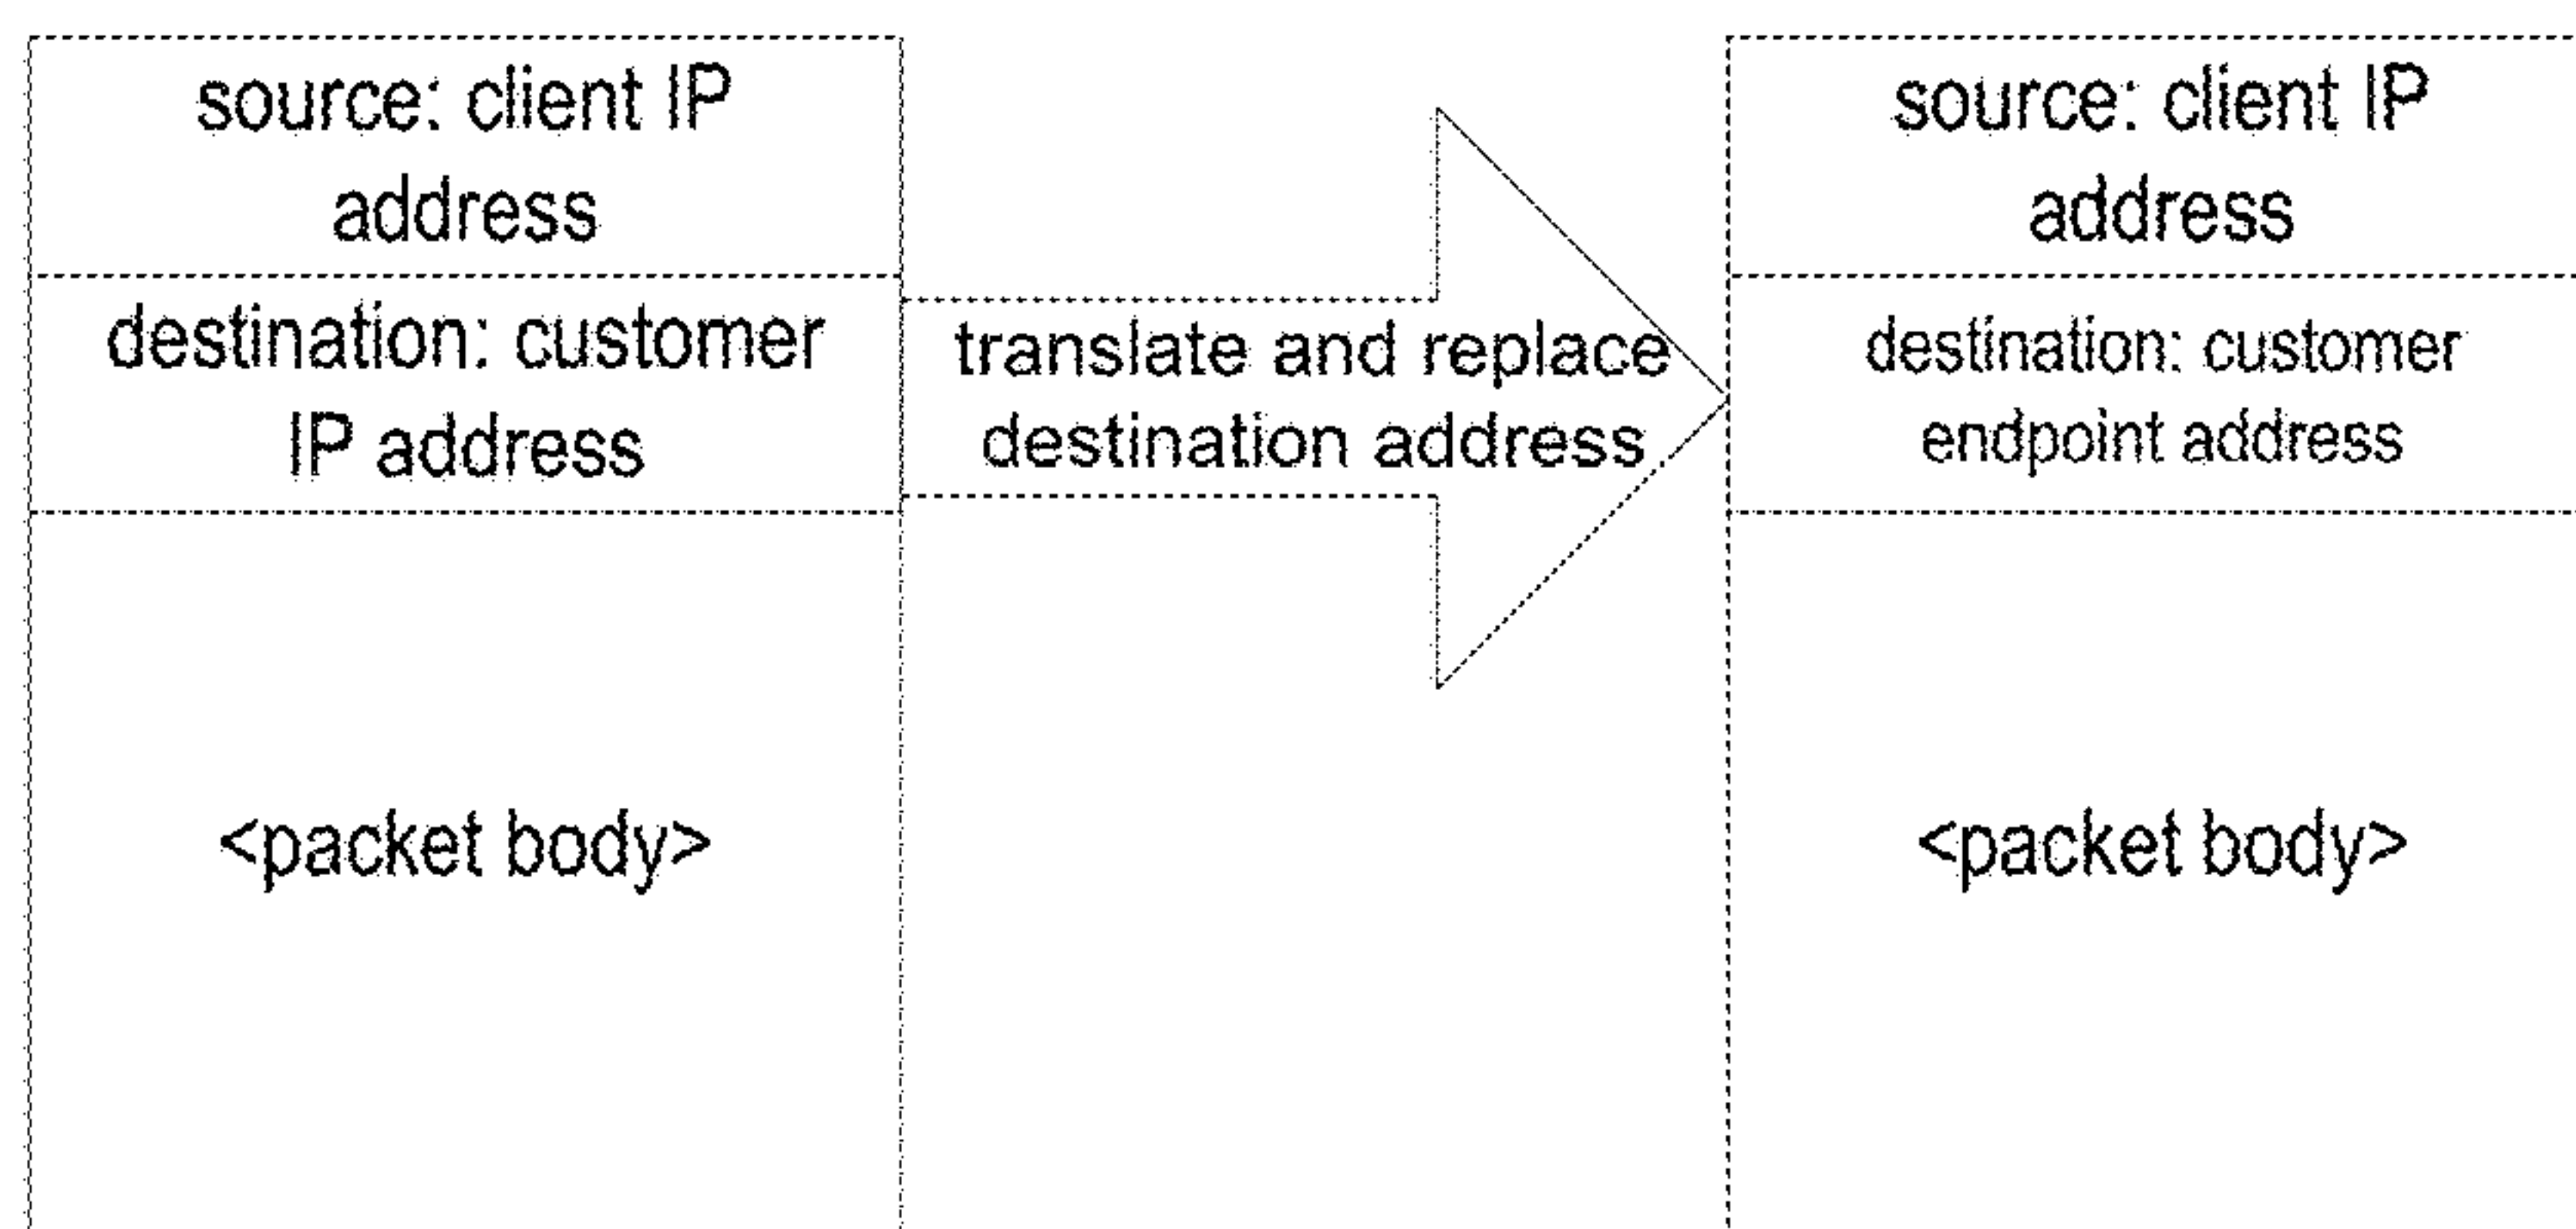 source: client IP
address
destination: customer
IP address
<packet body>
translate and replace
destination address
source: client IP
address
destination: customer
endpoint address
<packet body>